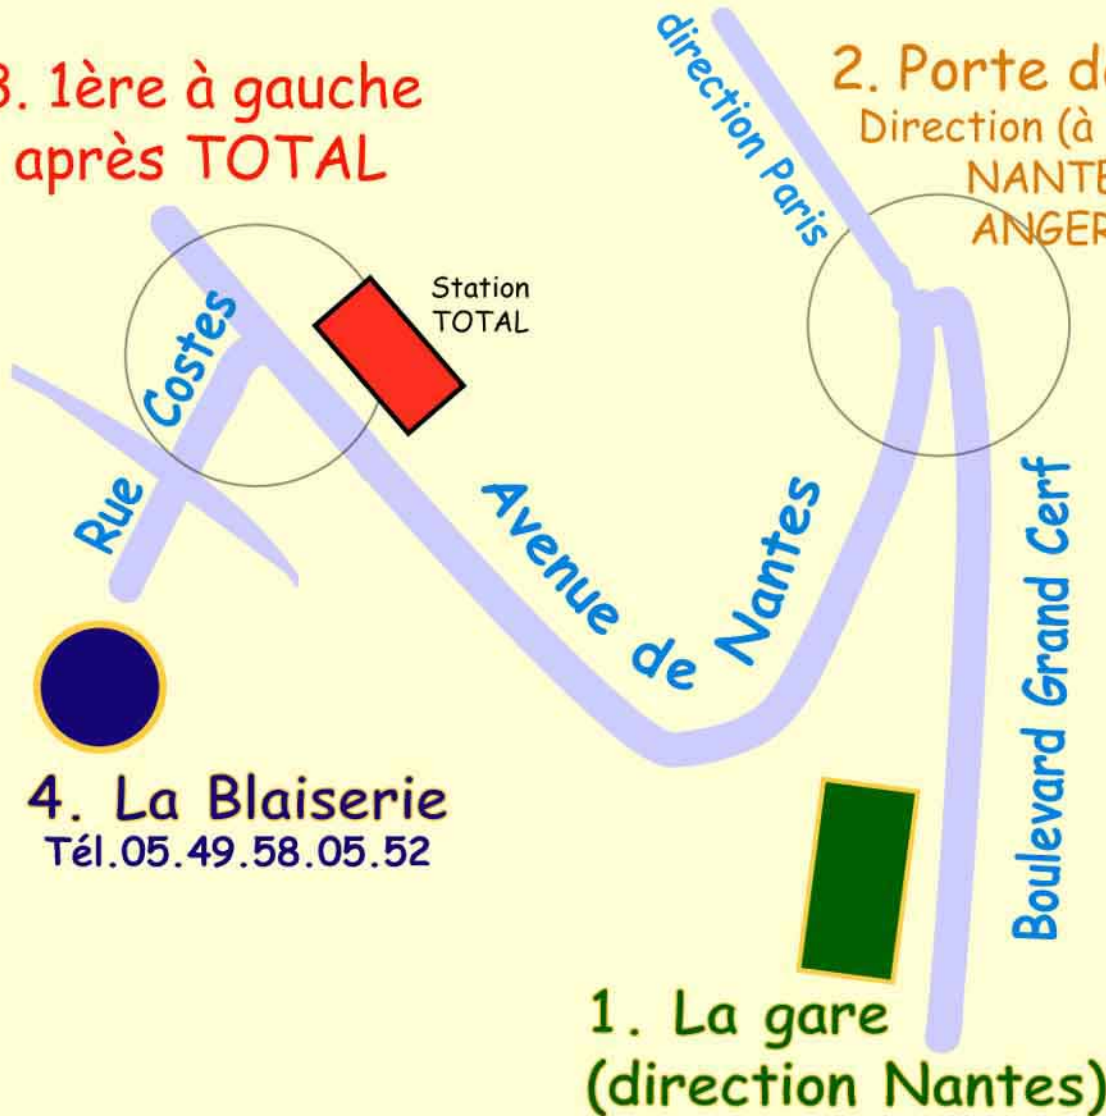 3. 1ère à gauche
après TOTAL
direction Paris
2. Porte d
Direction (à
NANTE
ANGER
Station
TOTAL
Rue Costes
Avenue de Nantes
Boulevard Grand Cerf
4. La Blaiserie
Tél.05.49.58.05.52
1. La gare
(direction Nantes)